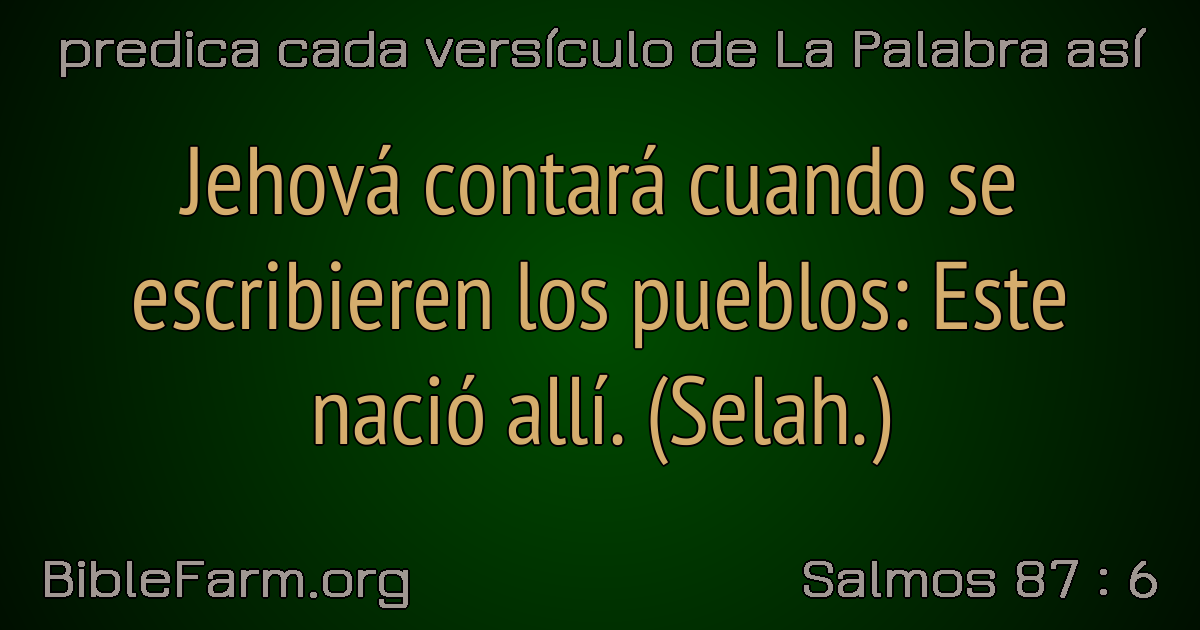 predica cada versículo de La Palabra así
Jehová contará cuando se
escribieren los pueblos: Este
nació allí. (Selah.)
BibleFarm.org
Salmos 87 : 6